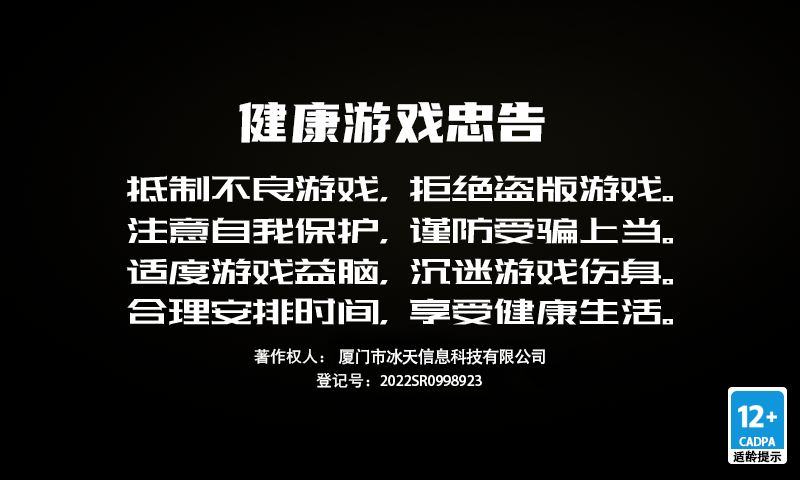 健康游戏忠告
抵制不良游戏, 拒绝盗版游戏。
注意自我保护, 谨防受骗上当。
适度游戏益脑, 沉迷游戏伤身。
合理安排时间, 享受健康生活。
著作权人： 厦门市冰天信息科技有限公司
登记号：2022SR0998923
12+
CADPA
适龄提示